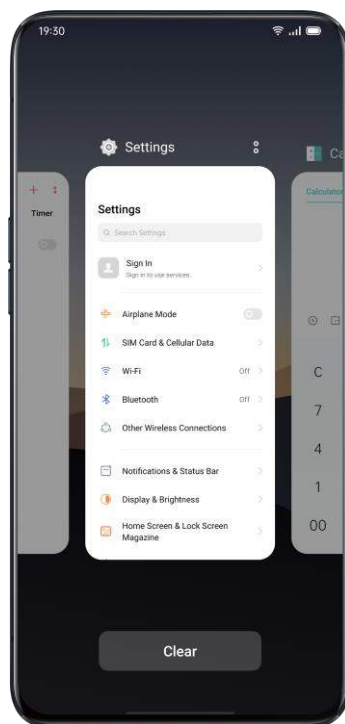 19:30
Settings
Ca
Timer
Calculator
Settings
Search Settings
Sign In
Sign in to use services.
Airplane Mode
SIM Card & Cellular Data
Wi-Fi
Off
Bluetooth
Off
Other Wireless Connections
Notifications & Status Bar
Display & Brightness
Home Screen & Lock Screen
Magazine
C
7
4
1
00
Clear